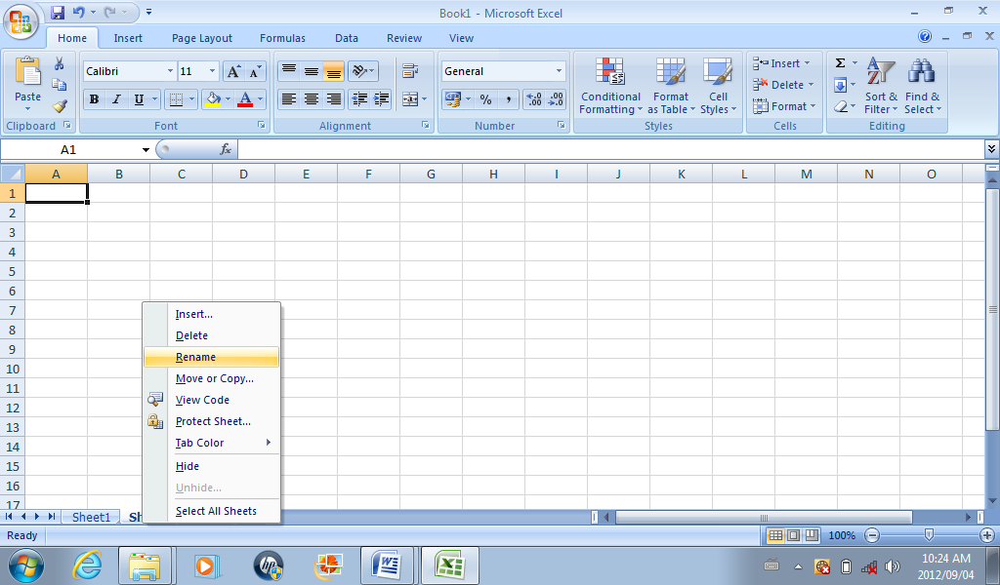 Book1 - Microsoft Excel
Home Insert Page Layout Formulas Data Review View
Paste
Calibri 11
B I U
General
% ,
Conditional Formatting
Format as Table
Cell Styles
Insert
Delete
Format
Σ
Sort & Filter
Find & Select
Clipboard Font Alignment Number Styles Cells Editing
A1 fx
A B C D E F G H I J K L M N O
1
2
3
4
5
6
7
8
9
10
11
12
13
14
15
16
17
Insert...
Delete
Rename
Move or Copy...
View Code
Protect Sheet...
Tab Color
Hide
Unhide...
Select All Sheets
Sheet1 Sh
Ready 100%
10:24 AM
2012/09/04